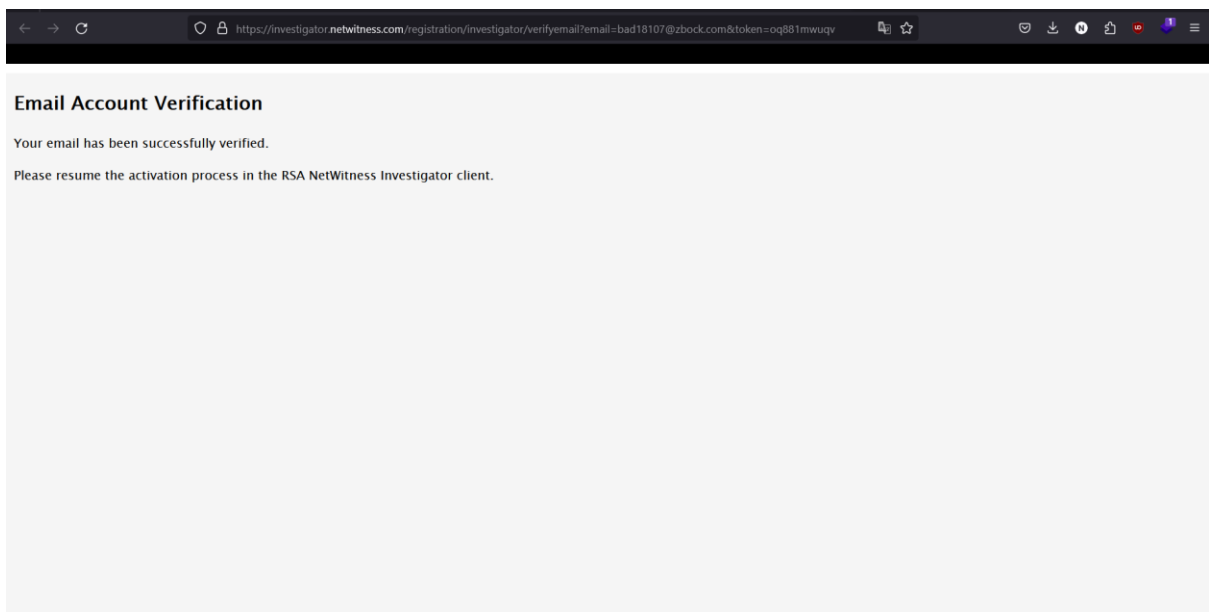 https://investigator.netwitness.com/registration/investigator/verifyemail?email=bad18107@zbock.com&token=oq881mwuqv
N
1
Email Account Verification
Your email has been successfully verified.
Please resume the activation process in the RSA NetWitness Investigator client.